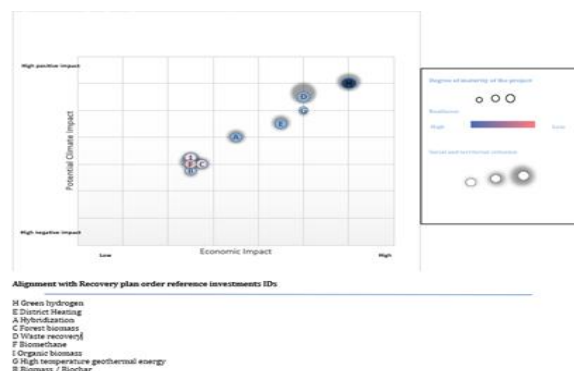 High positive impact
Potential Climate Impact
High negative impact
Low
Economic Impact
High
D
F
E
A
I
C
B
Degree of maturity of the project
Resilience
High
Low
Social and territorial cohesion
Alignment with Recovery plan order reference investments IDs
H Green hydrogen
E District Heating
A Hybridization
C Forest biomass
D Waste recovery
F Biomethane
I Organic biomass
G High temperature geothermal energy
B Biomass / Biochar